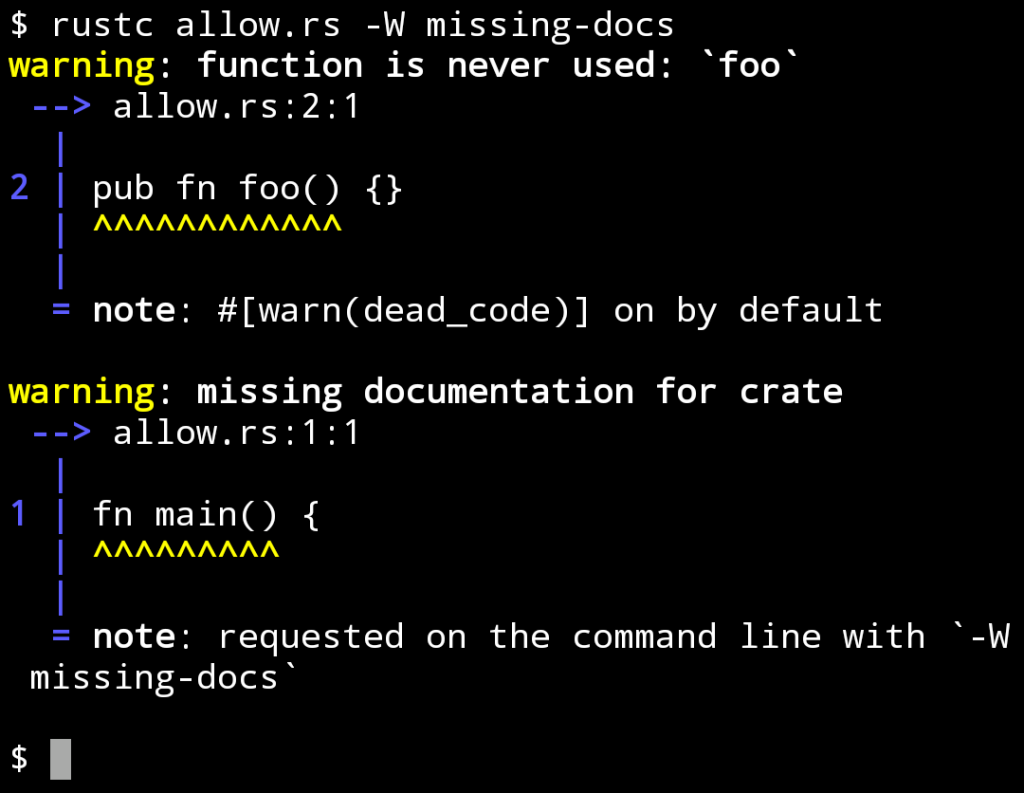 $ rustc allow.rs -W missing-docs
warning: function is never used: `foo`
 --> allow.rs:2:1
  |
2 | pub fn foo() {}
  | ^^^^^^^^^^^^
  |
  = note: #[warn(dead_code)] on by default

warning: missing documentation for crate
 --> allow.rs:1:1
  |
1 | fn main() {
  | ^^^^^^^^^
  |
  = note: requested on the command line with `-W
 missing-docs`

$